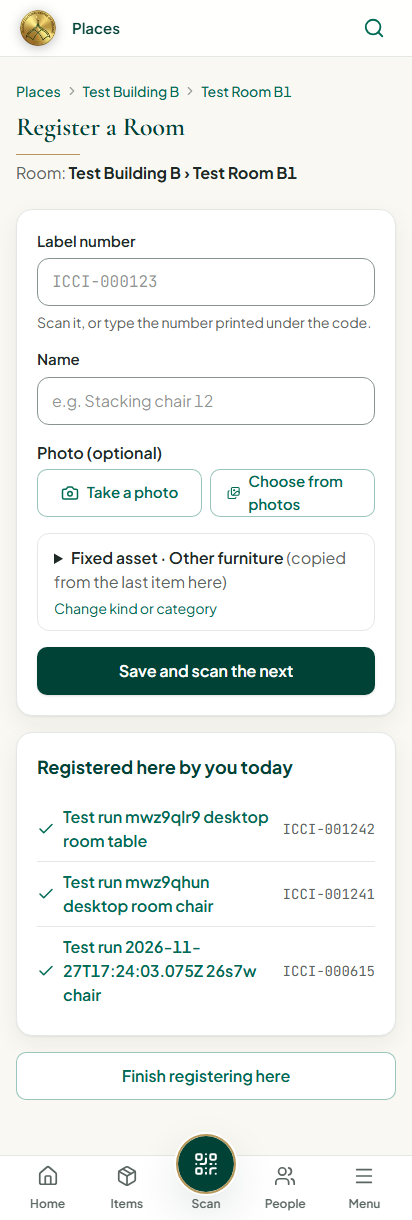 Places
Places > Test Building B > Test Room B1
Register a Room
Room: Test Building B › Test Room B1
Label number
ICCI-000123
Scan it, or type the number printed under the code.
Name
e.g. Stacking chair 12
Photo (optional)
Take a photo
Choose from
photos
Fixed asset · Other furniture (copied
from the last item here)
Change kind or category
Save and scan the next
Registered here by you today
Test run mwz9qlr9 desktop
room table
ICCI-001242
Test run mwz9qhun
desktop room chair
ICCI-001241
Test run 2026-11-
27T17:24:03.075Z 26s7w
chair
ICCI-000615
Finish registering here
Home
Items
Scan
People
Menu